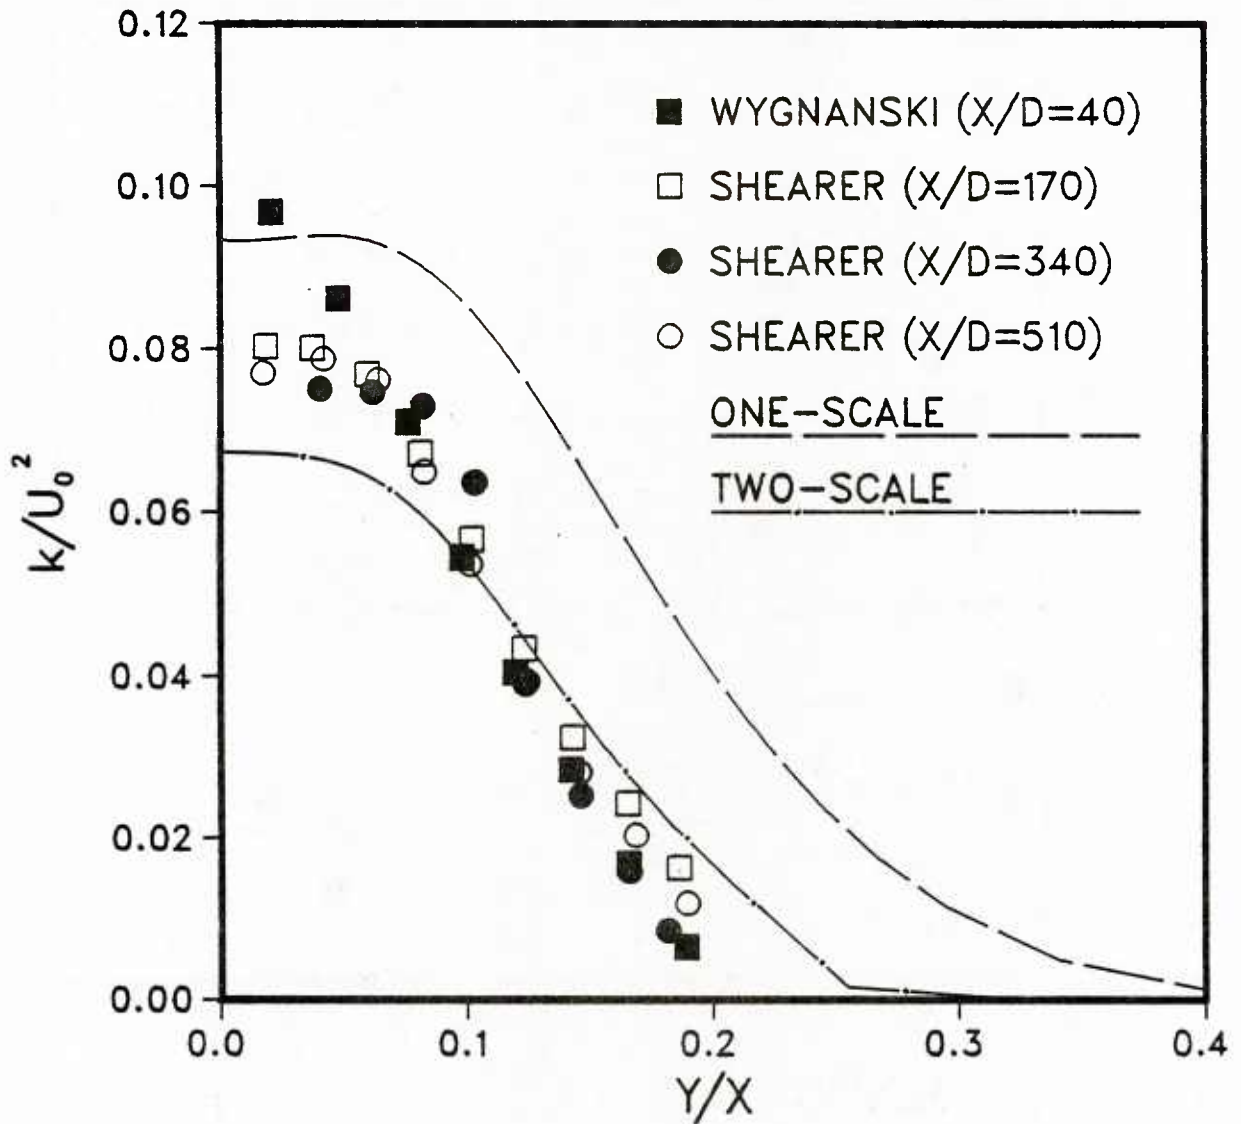 0.12
0.10
0.08
0.06
0.04
0.02
0.00
k/U₀²
WYGNANSKI (X/D=40)
SHEARER (X/D=170)
SHEARER (X/D=340)
SHEARER (X/D=510)
ONE-SCALE
TWO-SCALE
0.0 0.1 0.2 0.3 0.4
Y/X